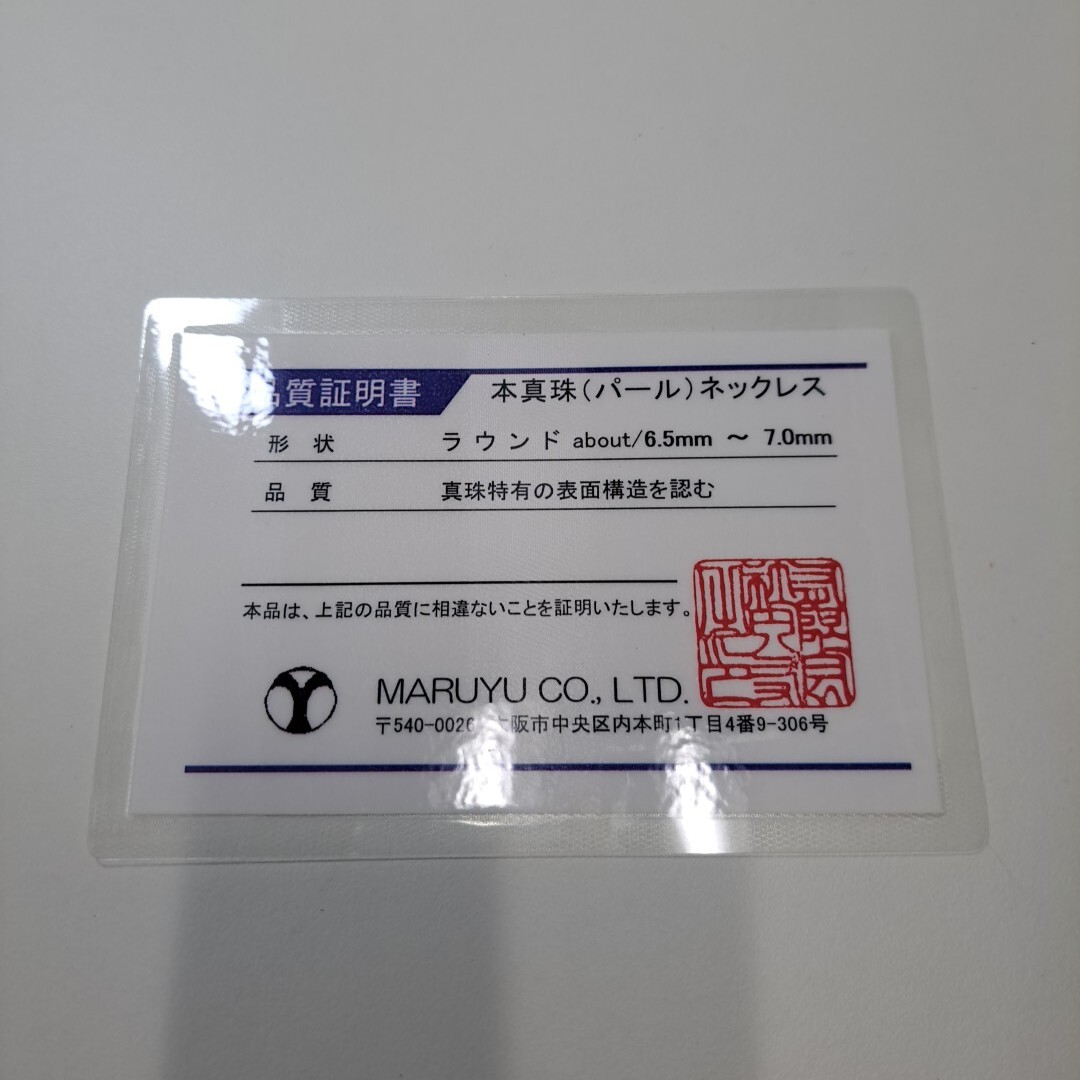 品質証明書 本真珠(パール)ネックレス
形 状 ラウンド about/6.5mm ～ 7.0mm
品 質 真珠特有の表面構造を認む
本品は、上記の品質に相違ないことを証明いたします。
MARUYU CO., LTD.
〒540-0026 大阪市中央区内本町1丁目4番9-306号